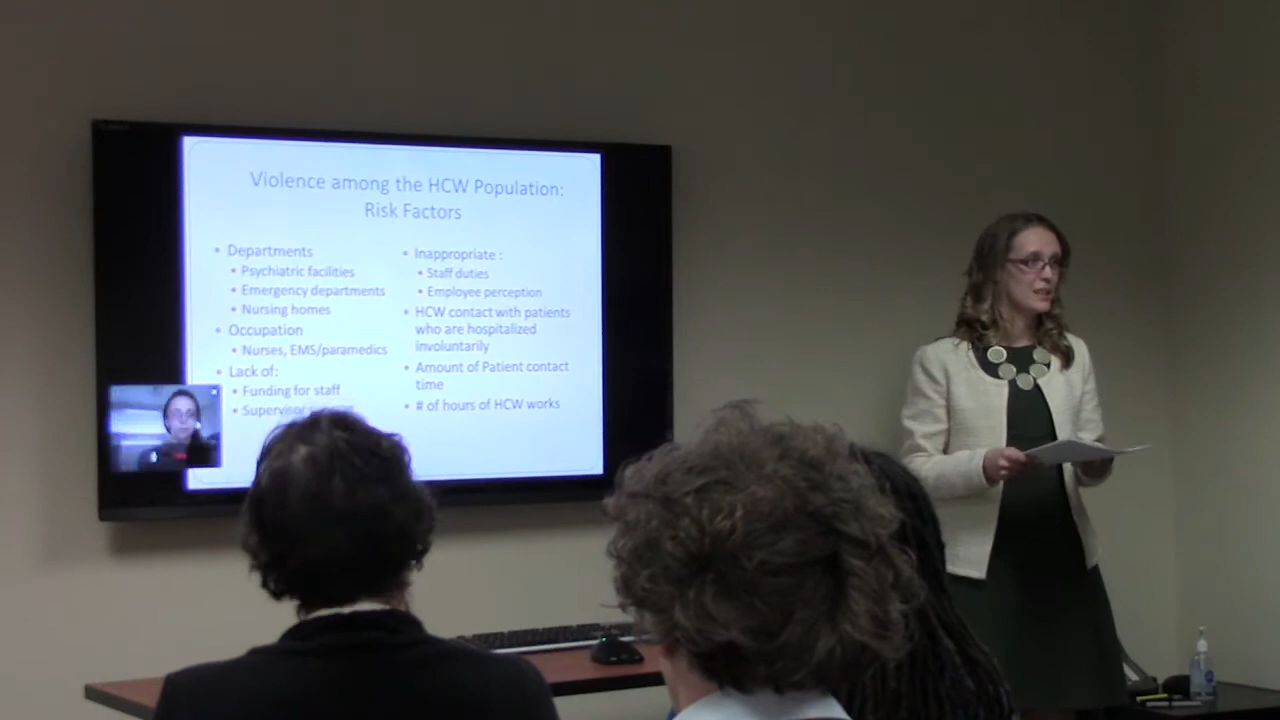 Violence among the HCW Population:
Risk Factors
• Departments
• Psychiatric facilities
• Emergency departments
• Nursing homes
• Occupation
• Nurses, EMS/paramedics
• Lack of:
• Funding for staff
• Supervisor
• Inappropriate :
• Staff duties
• Employee perception
• HCW contact with patients
who are hospitalized
involuntarily
• Amount of Patient contact
time
• # of hours of HCW works